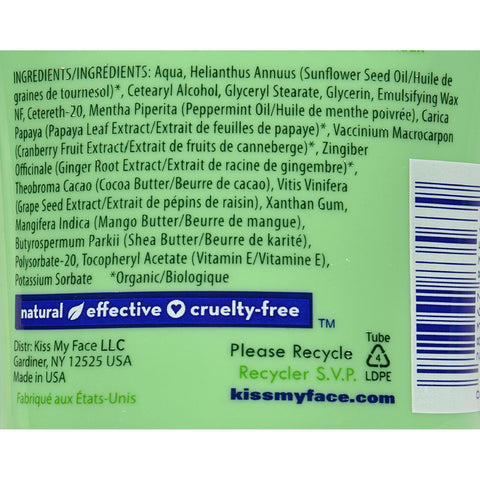 INGREDIENTS/INGRÉDIENTS: Aqua, Helianthus Annuus (Sunflower Seed Oil/Huile de
graines de tournesol)*, Cetearyl Alcohol, Glyceryl Stearate, Glycerin, Emulsifying Wax
NF, Cetereth-20, Mentha Piperita (Peppermint Oil/Huile de menthe poivrée), Carica
Papaya (Papaya Leaf Extract/Extrait de feuilles de papaye)*, Vaccinium Macrocarpon
(Cranberry Fruit Extract/Extrait de fruits de canneberge)*, Zingiber
Officinale (Ginger Root Extract/Extrait de racine de gingembre)*,
Theobroma Cacao (Cocoa Butter/Beurre de cacao), Vitis Vinifera
(Grape Seed Extract/Extrait de pépins de raisin), Xanthan Gum,
Mangifera Indica (Mango Butter/Beurre de mangue),
Butyrospermum Parkii (Shea Butter/Beurre de karité),
Polysorbate-20, Tocopheryl Acetate (Vitamin E/Vitamine E),
Potassium Sorbate *Organic/Biologique
natural effective cruelty-free ™
Distr: Kiss My Face LLC
Gardiner, NY 12525 USA
Made in USA
Fabriqué aux États-Unis
Please Recycle
Recycler S.V.P.
kissmyface.com
Tube
4
LDPE